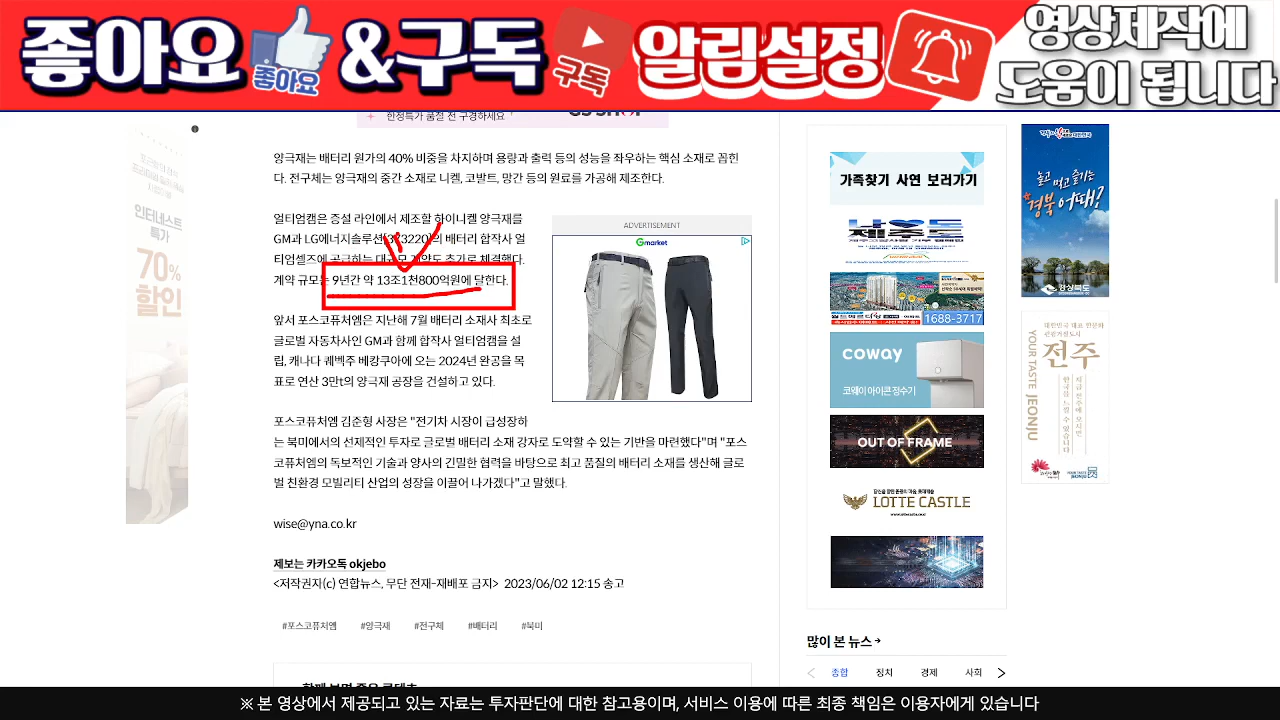 좋아요
좋아요
&구독
구독
알림설정
영상제작에
도움이 됩니다
한정특가 품절 전 구경하세요
양극재는 배터리 원가의 40% 비중을 차지하며 용량과 출력 등의 성능을 좌우하는 핵심 소재로 꼽힌
다. 전구체는 양극재의 중간 소재로 니켈, 코발트, 망간 등의 원료를 가공해 제조한다.
얼티엄캠은 증설 라인에서 제조할 하이니켈 양극재를
GM과 LG에너지솔루션 의 배터리 합작사 얼
티엄셀즈에 공급하는 계약도 추가로 체결했다.
계약 규모는 9년간 약 13조1천800억원에 달한다.
앞서 포스코퓨처엠은 지난해 7월 배터리 소재사 최초로
글로벌 자동차사인 GM과 함께 합작사 얼티엄캠을 설
립, 캐나다 퀘벡주 베캉쿠아에 오는 2024년 완공을 목
표로 연산 3만t의 양극재 공장을 건설하고 있다.
포스코퓨처엠 김준형 사장은 "전기차 시장이 급성장하
는 북미에서의 선제적인 투자로 글로벌 배터리 소재 강자로 도약할 수 있는 기반을 마련했다"며 "포스
코퓨처엠의 독보적인 기술과 양사의 긴밀한 협력을 바탕으로 최고 품질의 배터리 소재를 생산해 글로
벌 친환경 모빌리티 산업의 성장을 이끌어 나가겠다"고 말했다.
wise@yna.co.kr
제보는 카카오톡 okjebo
<저작권자(c) 연합뉴스, 무단 전재-재배포 금지> 2023/06/02 12:15 송고
#포스코퓨처엠 #양극재 #전구체 #배터리 #북미
ADVERTISEMENT
Gmarket
인터네스트
특가
70%
할인
가족찾기 사연 보러가기
경상북도
1688-3717
coway
코웨이 아이콘 정수기
OUT OF FRAME
LOTTE CASTLE
많이 본 뉴스
종합 정치 경제 사회
놀고 먹고 즐기는
경북 어때?
경상북도
전주
YOUR TASTE JEONJU
※ 본 영상에서 제공되고 있는 자료는 투자판단에 대한 참고용이며, 서비스 이용에 따른 최종 책임은 이용자에게 있습니다